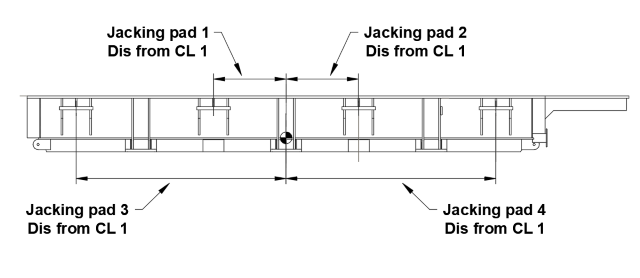 Jacking pad 1
Dis from CL 1
Jacking pad 2
Dis from CL 1
Jacking pad 3
Dis from CL 1
Jacking pad 4
Dis from CL 1